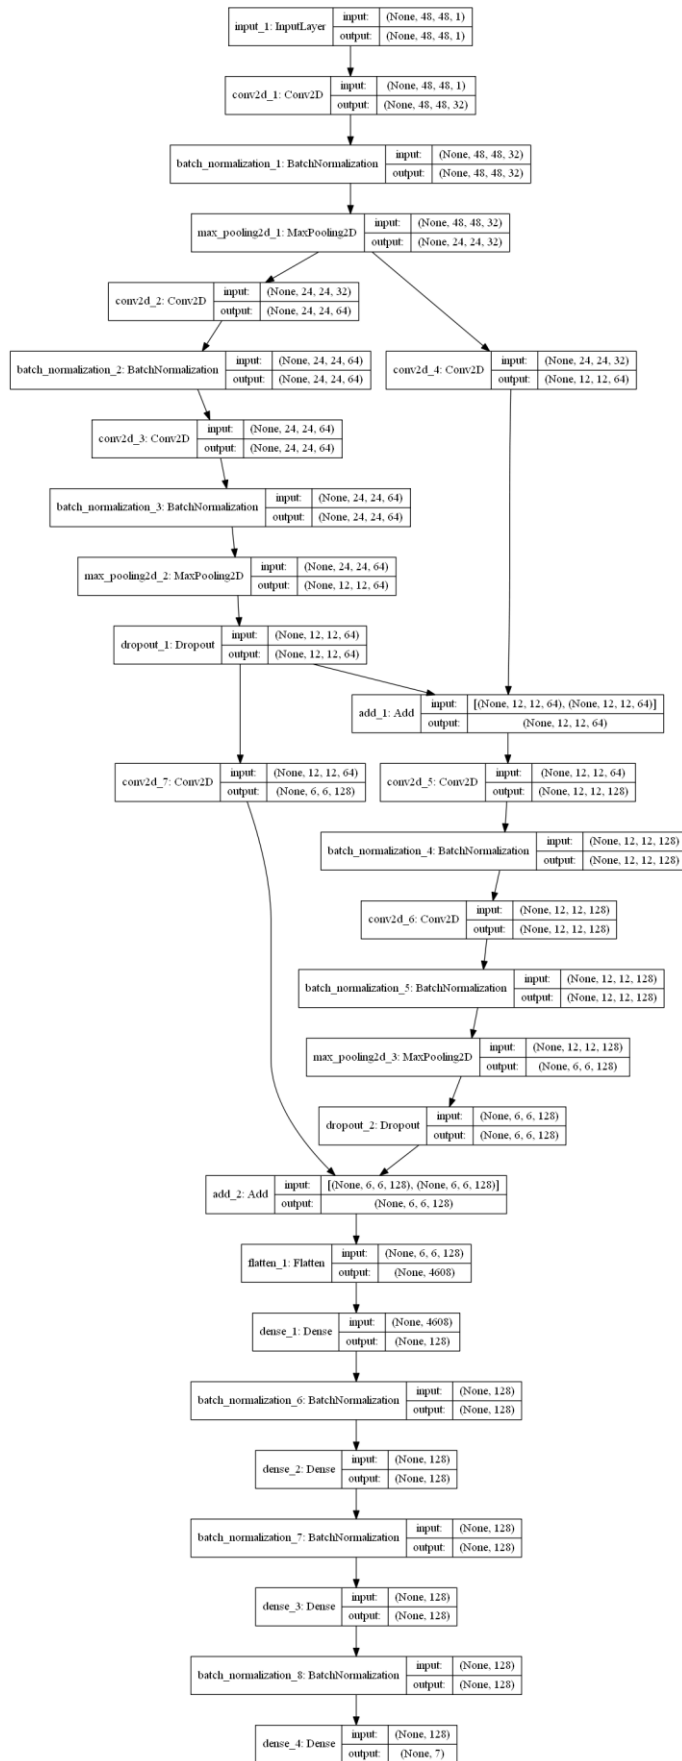 input_1: InputLayer input: (None, 48, 48, 1)
output: (None, 48, 48, 1)
conv2d_1: Conv2D input: (None, 48, 48, 1)
output: (None, 48, 48, 32)
batch_normalization_1: BatchNormalization input: (None, 48, 48, 32)
output: (None, 48, 48, 32)
max_pooling2d_1: MaxPooling2D input: (None, 48, 48, 32)
output: (None, 24, 24, 32)
conv2d_2: Conv2D input: (None, 24, 24, 32)
output: (None, 24, 24, 64)
batch_normalization_2: BatchNormalization input: (None, 24, 24, 64)
output: (None, 24, 24, 64)
conv2d_4: Conv2D input: (None, 24, 24, 32)
output: (None, 12, 12, 64)
conv2d_3: Conv2D input: (None, 24, 24, 64)
output: (None, 24, 24, 64)
batch_normalization_3: BatchNormalization input: (None, 24, 24, 64)
output: (None, 24, 24, 64)
max_pooling2d_2: MaxPooling2D input: (None, 24, 24, 64)
output: (None, 12, 12, 64)
dropout_1: Dropout input: (None, 12, 12, 64)
output: (None, 12, 12, 64)
add_1: Add input: [(None, 12, 12, 64), (None, 12, 12, 64)]
output: (None, 12, 12, 64)
conv2d_7: Conv2D input: (None, 12, 12, 64)
output: (None, 6, 6, 128)
conv2d_5: Conv2D input: (None, 12, 12, 64)
output: (None, 12, 12, 128)
batch_normalization_4: BatchNormalization input: (None, 12, 12, 128)
output: (None, 12, 12, 128)
conv2d_6: Conv2D input: (None, 12, 12, 128)
output: (None, 12, 12, 128)
batch_normalization_5: BatchNormalization input: (None, 12, 12, 128)
output: (None, 12, 12, 128)
max_pooling2d_3: MaxPooling2D input: (None, 12, 12, 128)
output: (None, 6, 6, 128)
dropout_2: Dropout input: (None, 6, 6, 128)
output: (None, 6, 6, 128)
add_2: Add input: [(None, 6, 6, 128), (None, 6, 6, 128)]
output: (None, 6, 6, 128)
flatten_1: Flatten input: (None, 6, 6, 128)
output: (None, 4608)
dense_1: Dense input: (None, 4608)
output: (None, 128)
batch_normalization_6: BatchNormalization input: (None, 128)
output: (None, 128)
dense_2: Dense input: (None, 128)
output: (None, 128)
batch_normalization_7: BatchNormalization input: (None, 128)
output: (None, 128)
dense_3: Dense input: (None, 128)
output: (None, 128)
batch_normalization_8: BatchNormalization input: (None, 128)
output: (None, 128)
dense_4: Dense input: (None, 128)
output: (None, 7)